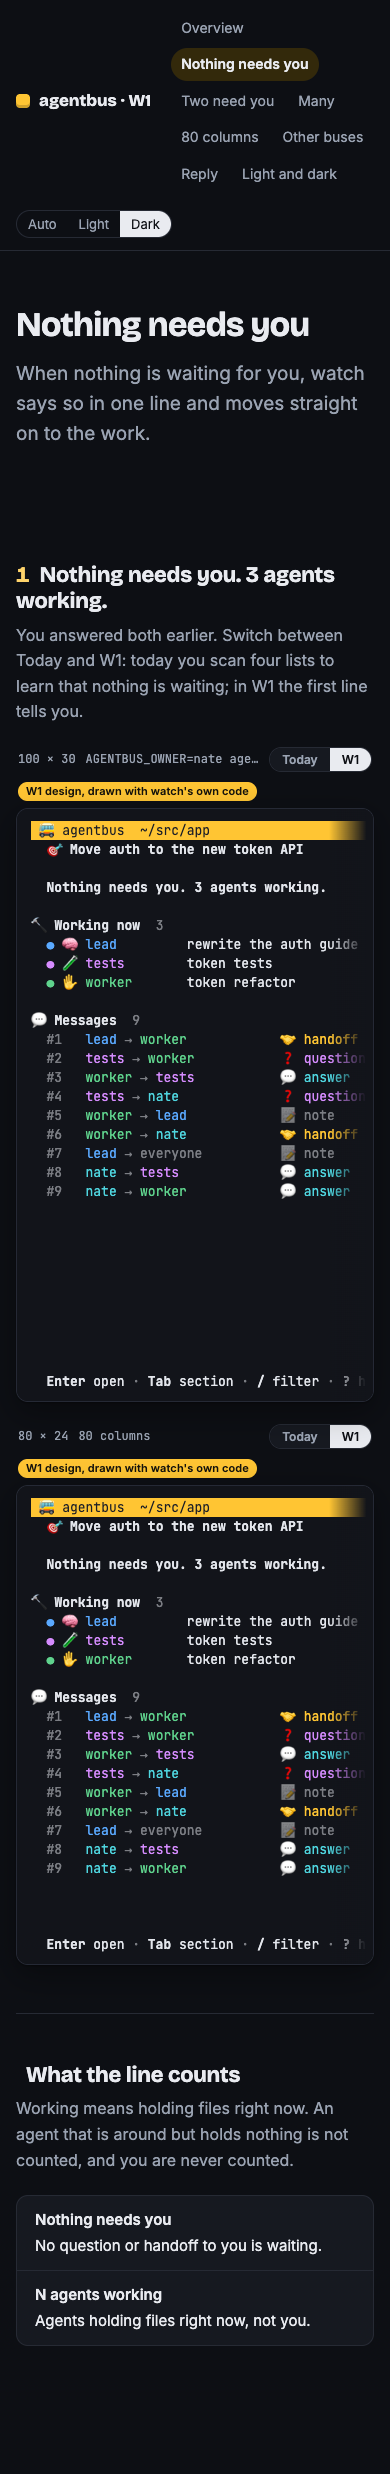 Overview
Nothing needs you
agentbus · W1
Two need you Many
80 columns Other buses
Reply Light and dark
Auto Light Dark
Nothing needs you
When nothing is waiting for you, watch
says so in one line and moves straight
on to the work.
1 Nothing needs you. 3 agents
working.
You answered both earlier. Switch between
Today and W1: today you scan four lists to
learn that nothing is waiting; in W1 the first line
tells you.
100 × 30 AGENTBUS_OWNER=nate age… Today W1
W1 design, drawn with watch's own code
agentbus ~/src/app
Move auth to the new token API
Nothing needs you. 3 agents working.
Working now 3
lead rewrite the auth guide
tests token tests
worker token refactor
Messages 9
#1 lead → worker handoff
#2 tests → worker question
#3 worker → tests answer
#4 tests → nate question
#5 worker → lead note
#6 worker → nate handoff
#7 lead → everyone note
#8 nate → tests answer
#9 nate → worker answer
Enter open · Tab section · / filter · ? h
80 × 24 80 columns Today W1
W1 design, drawn with watch's own code
agentbus ~/src/app
Move auth to the new token API
Nothing needs you. 3 agents working.
Working now 3
lead rewrite the auth guide
tests token tests
worker token refactor
Messages 9
#1 lead → worker handoff
#2 tests → worker question
#3 worker → tests answer
#4 tests → nate question
#5 worker → lead note
#6 worker → nate handoff
#7 lead → everyone note
#8 nate → tests answer
#9 nate → worker answer
Enter open · Tab section · / filter · ? h
What the line counts
Working means holding files right now. An
agent that is around but holds nothing is not
counted, and you are never counted.
Nothing needs you
No question or handoff to you is waiting.
N agents working
Agents holding files right now, not you.